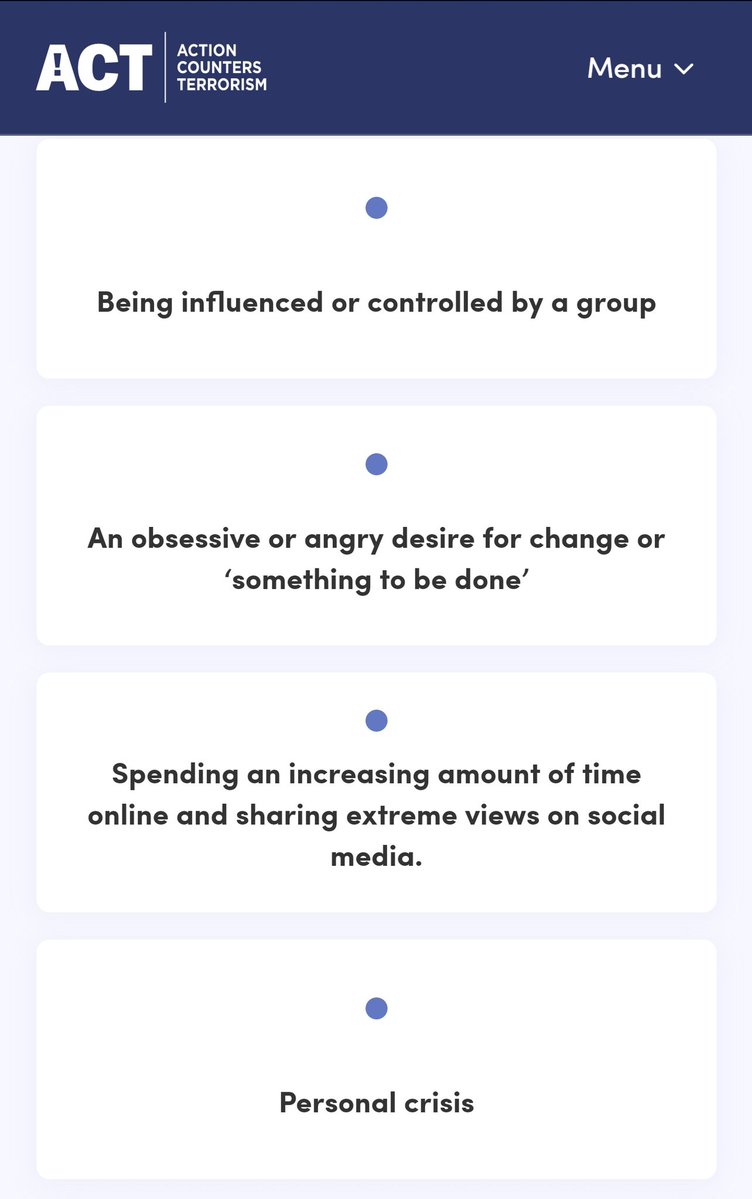 ACT
ACTION
COUNTERS
TERRORISM
Menu
Being influenced or controlled by a group
An obsessive or angry desire for change or
‘something to be done’
Spending an increasing amount of time
online and sharing extreme views on social
media.
Personal crisis